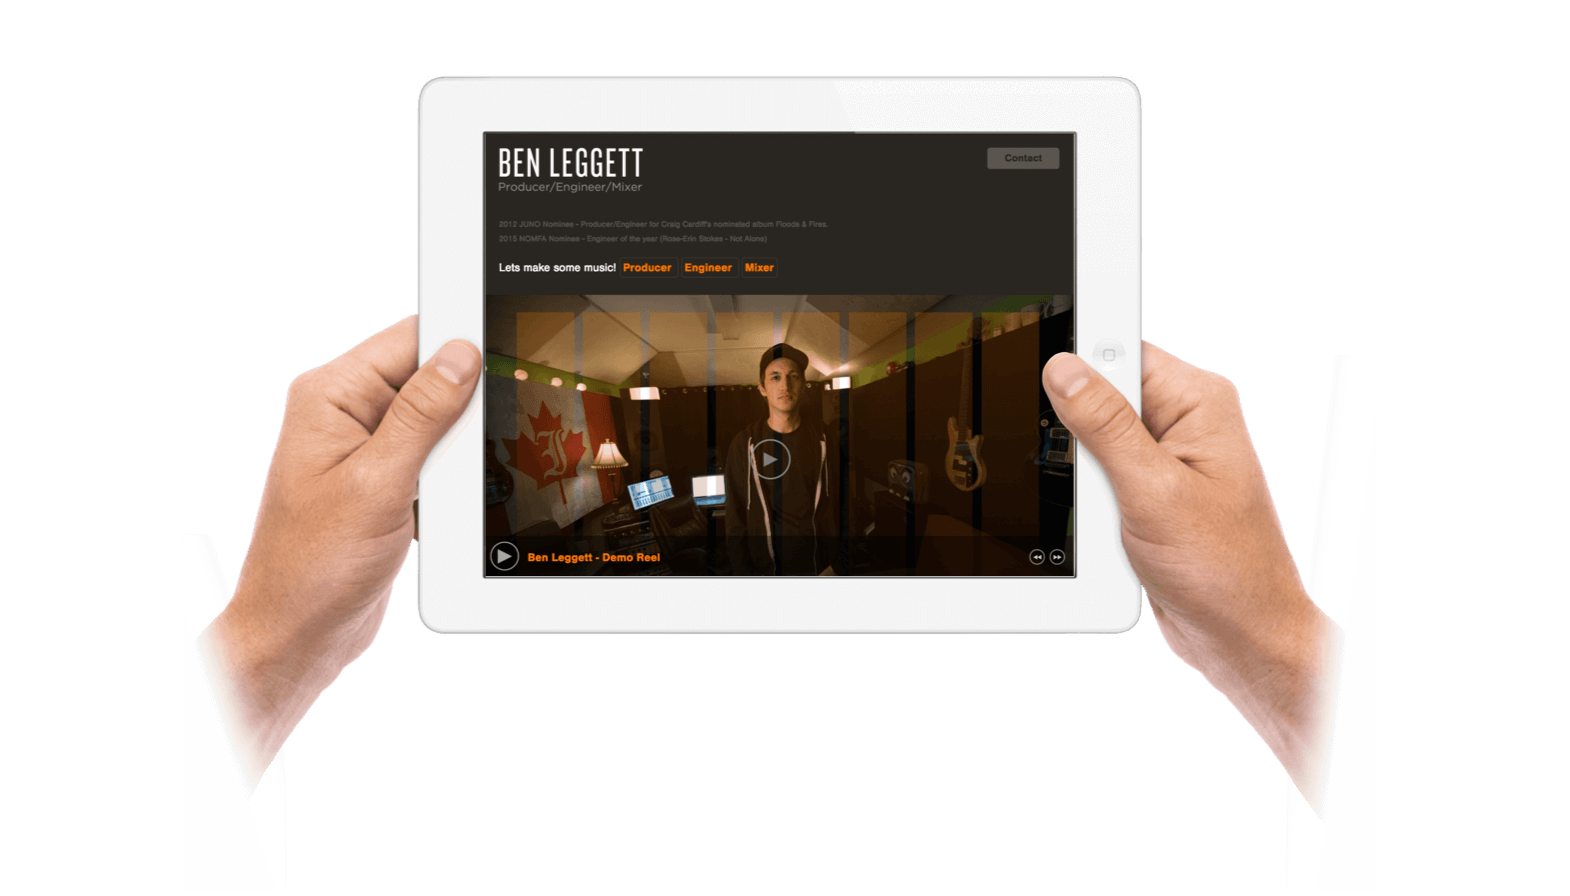 BEN LEGGETT
Contact
Producer/Engineer/Mixer
2012 JUNO Nominee - Producer/Engineer for Craig Cardiff's nominated album Floods & Fires.
2015 NOMFA Nominee - Engineer of the year (Rose-Erin Stokes - Not Alone)
Lets make some music! Producer Engineer Mixer
Ben Leggett - Demo Reel